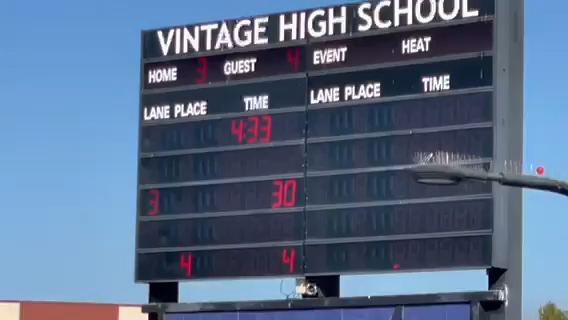 VINTAGE HIGH SCHOOL
HOME 3 GUEST 4 EVENT HEAT
LANE PLACE TIME LANE PLACE TIME
4:33
3 30
4 4